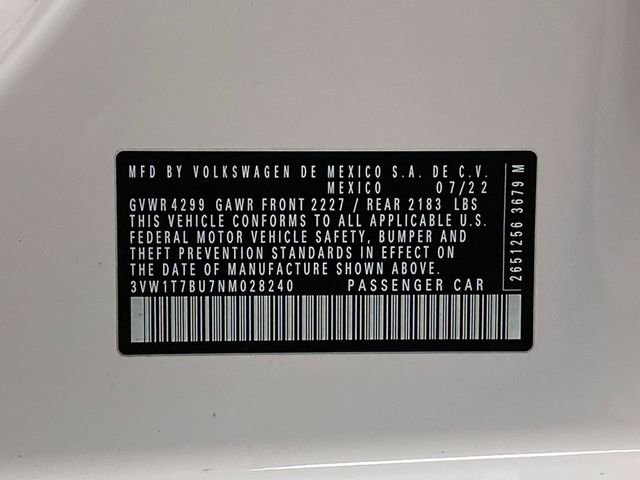 MFD BY VOLKSWAGEN DE MEXICO S.A. DE C.V.
MEXICO 07/22
GVWR 4299 GAWR FRONT 2227 / REAR 2183 LBS
THIS VEHICLE CONFORMS TO ALL APPLICABLE U.S.
FEDERAL MOTOR VEHICLE SAFETY, BUMPER AND
THEFT PREVENTION STANDARDS IN EFFECT ON
THE DATE OF MANUFACTURE SHOWN ABOVE.
3VW1T7BU7NM028240 PASSENGER CAR
2651256 3679 M